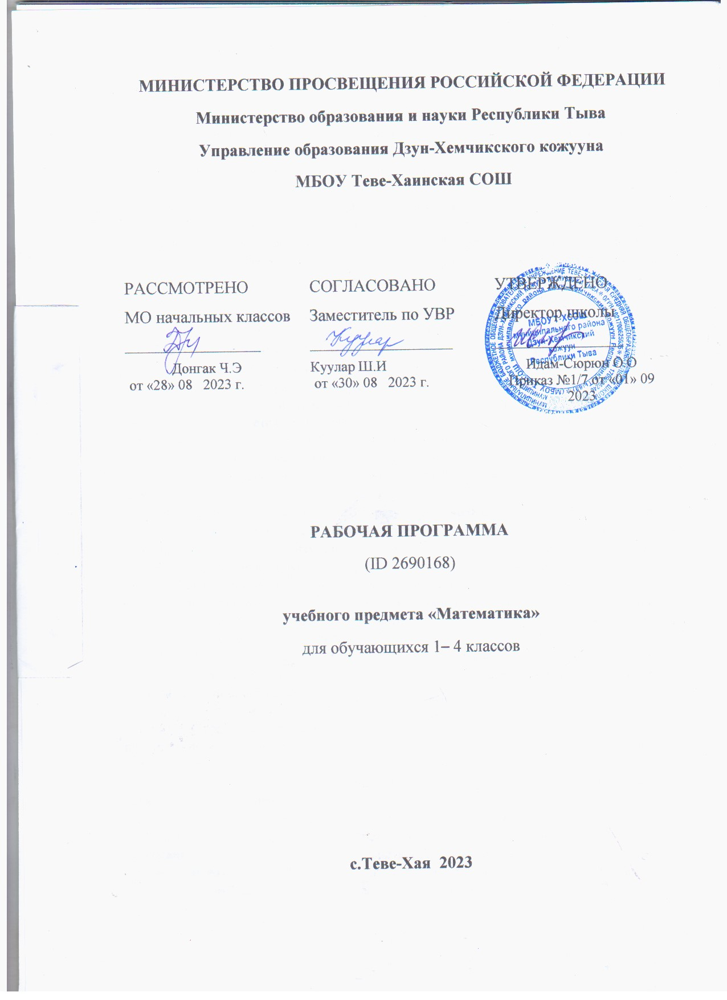 МИНИСТЕРСТВО ПРОСВЕЩЕНИЯ РОССИЙСКОЙ ФЕДЕРАЦИИ
Министерство образования и науки Республики Тыва
Управление образования Дзун-Хемчикского кожууна
МБОУ Теве-Хаинская СОШ
РАССМОТРЕНО
МО начальных классов
Донгак Ч.Э
от «28» 08 2023 г.
СОГЛАСОВАНО
Заместитель по УВР
Куулар
Куулар Ш.И
от «30» 08 2023 г.
УТВЕРЖДЕНО
Директор школы
Идам-Сюрюн О.О
Приказ №1/7 от «01» 09
2023
МБОУ Т-ХСОШ
муниципального района
Дзун-Хемчикский
кожуун
Республики Тыва
РАБОЧАЯ ПРОГРАММА
(ID 2690168)
учебного предмета «Математика»
для обучающихся 1– 4 классов
с.Теве-Хая 2023